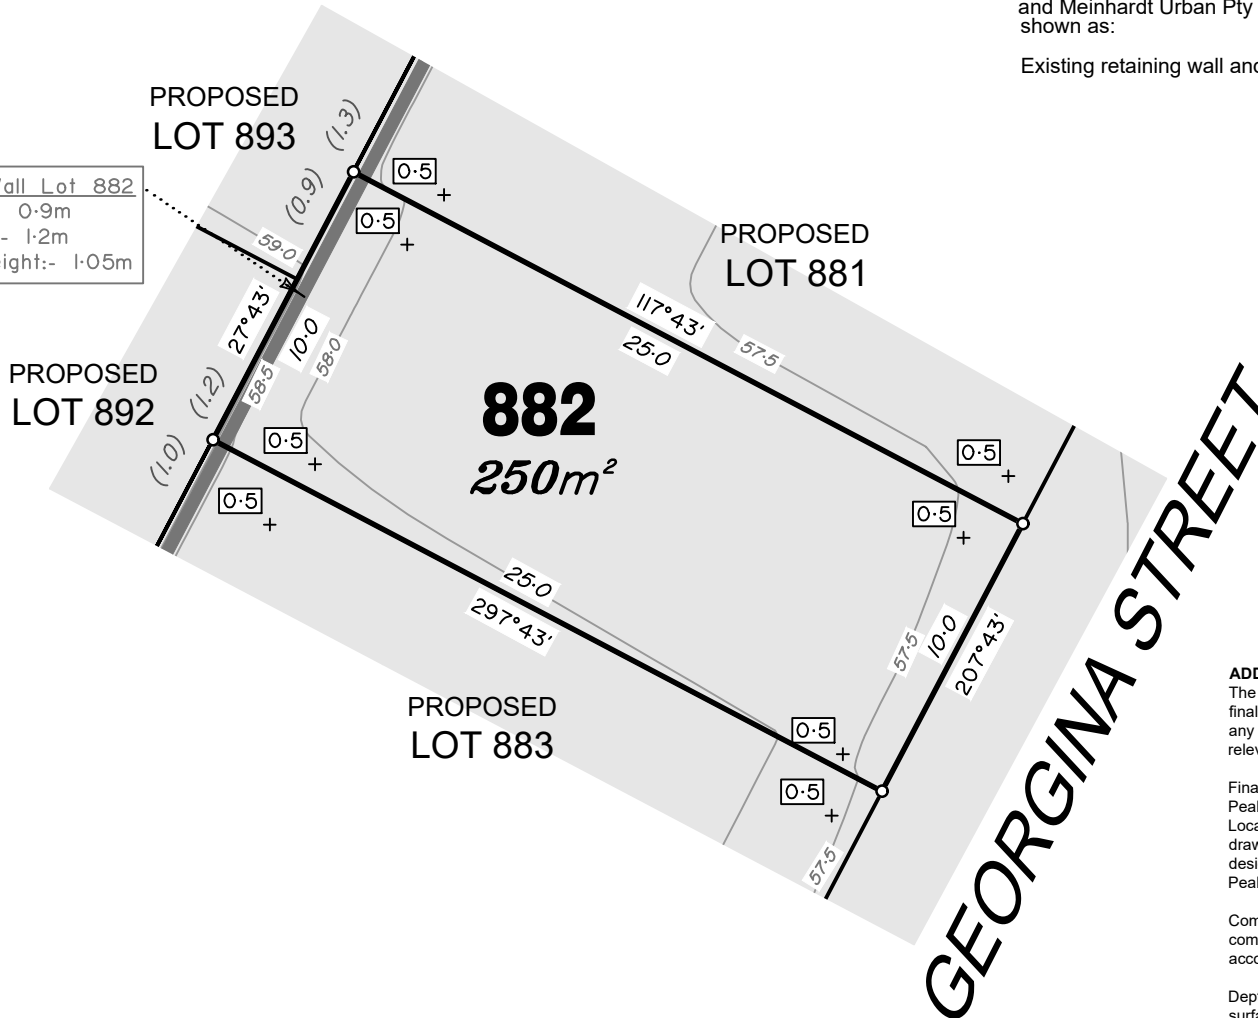 and Meinhardt Urban Pty
shown as:
Existing retaining wall
PROPOSED
LOT 893
(1.3)
(0.9)
Lot 882
0·9m
- 1·2m
1·05m
0·5
0·5
59·0
PROPOSED
LOT 881
27°43'
10·0
58·0
58·5
117°43'
25·0
57·5
PROPOSED
LOT 892
(1.2)
(1.0)
882
250m²
0·5
0·5
0·5
0·5
25·0
297°43'
57·5
10·0
207°43'
PROPOSED
LOT 883
0·5
0·5
57·5
GEORGINA STREET
The
final
any
Com